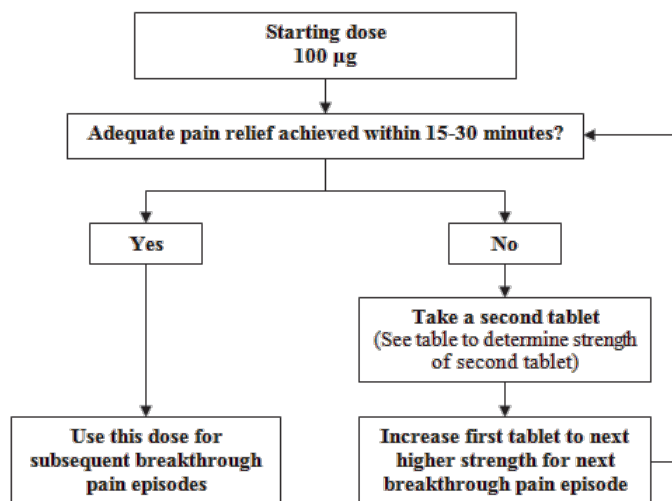 Starting dose
100 µg
Adequate pain relief achieved within 15-30 minutes?
Yes
No
Take a second tablet
(See table to determine strength
of second tablet)
Use this dose for
subsequent breakthrough
pain episodes
Increase first tablet to next
higher strength for next
breakthrough pain episode